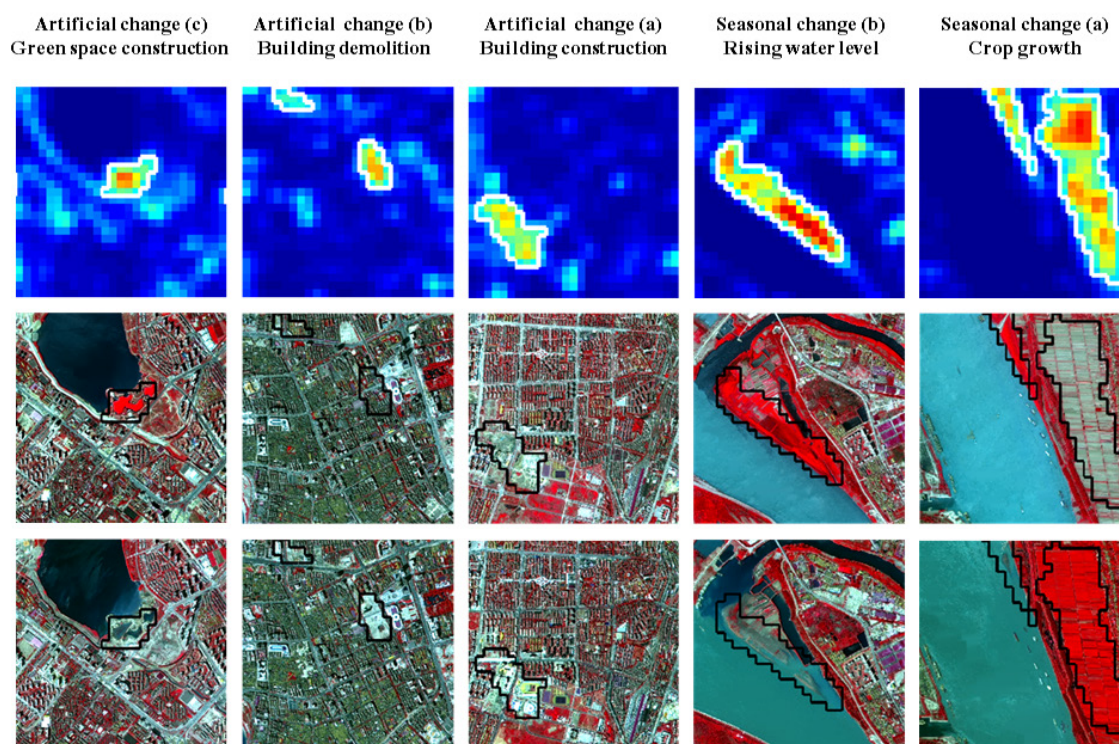 Artificial change (c)
Green space construction
Artificial change (b)
Building demolition
Artificial change (a)
Building construction
Seasonal change (b)
Rising water level
Seasonal change (a)
Crop growth